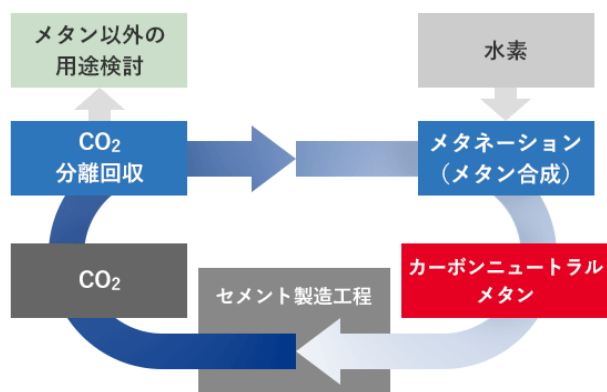 メタン以外の
用途検討
水素
CO₂
分離回収
メタネーション
（メタン合成）
CO₂
セメント製造工程
カーボンニュートラル
メタン